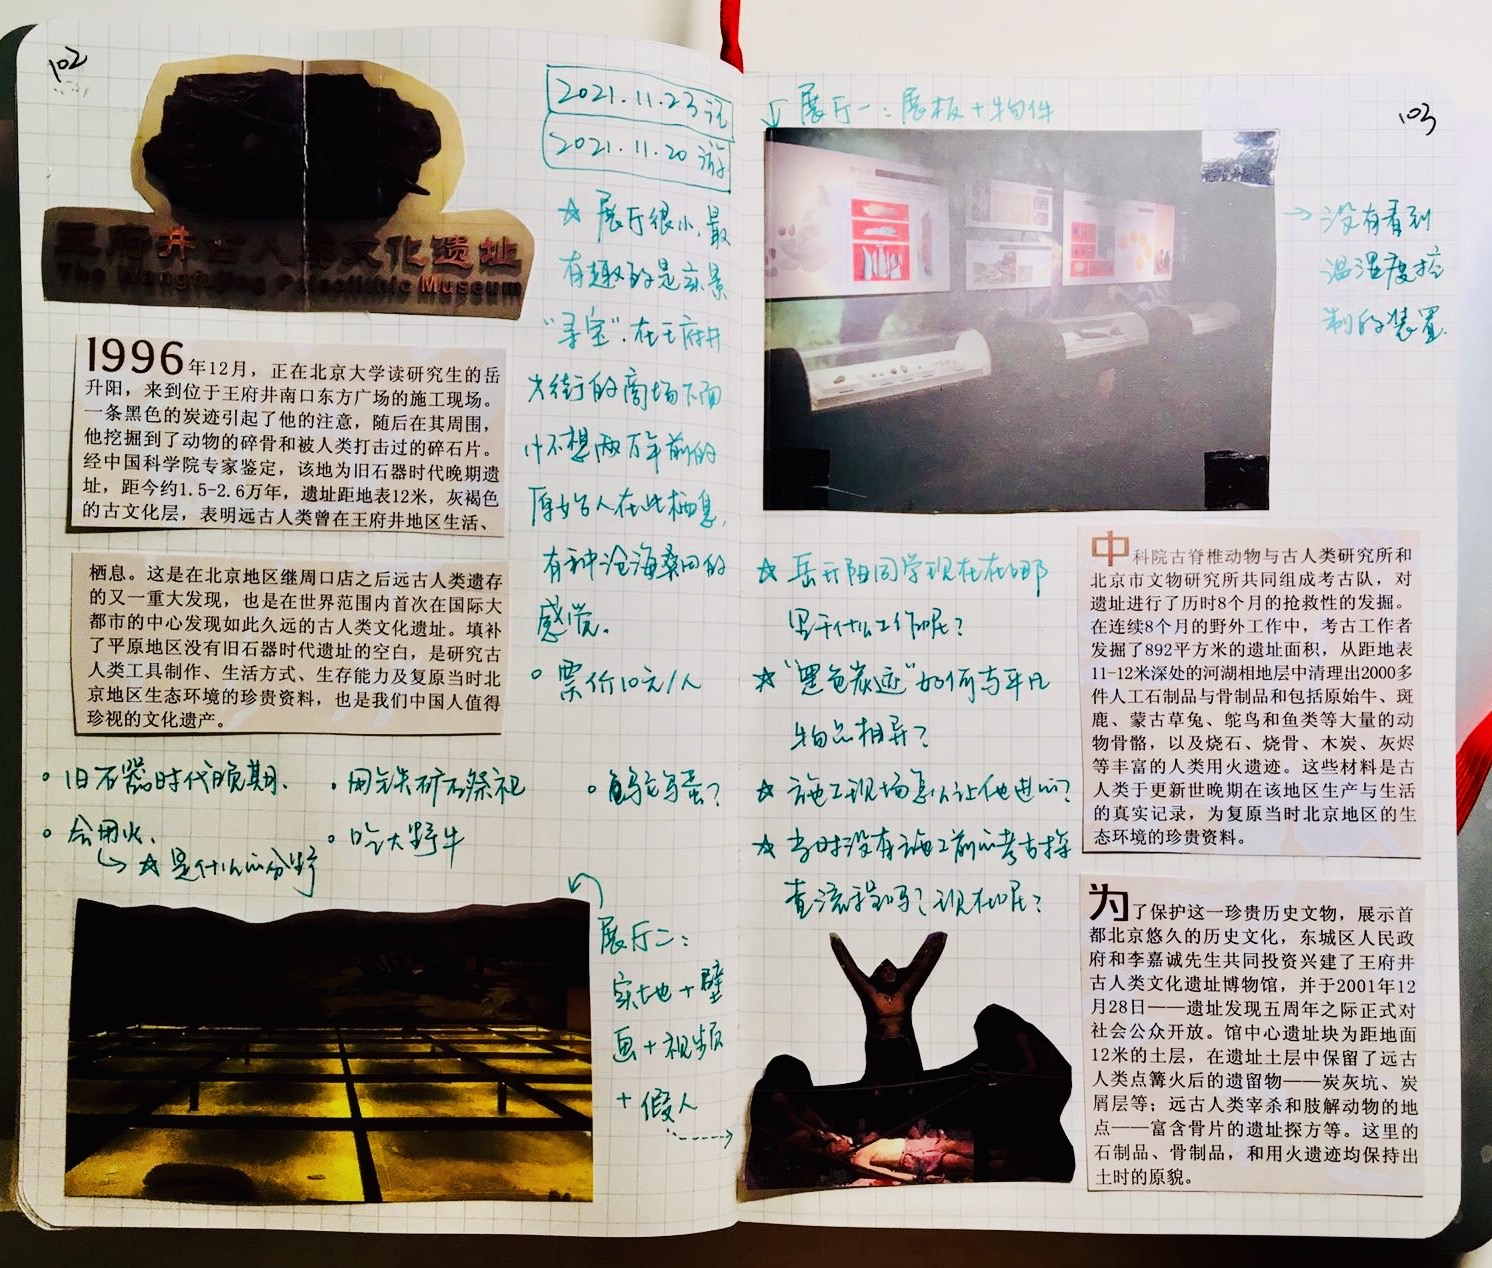 102
王府井古人类文化遗址
The Wangfujing Paleolithic Museum
1996年12月，正在北京大学读研究生的岳
升阳，来到位于王府井南口东方广场的施工现场。
一条黑色的炭迹引起了他的注意，随后在其周围，
他挖掘到了动物的碎骨和被人类打击过的碎石片。
经中国科学院专家鉴定，该地为旧石器时代晚期遗
址，距今约1.5-2.6万年，遗址距地表12米，灰褐色
的古文化层，表明远古人类曾在王府井地区生活、
栖息。这是在北京地区继周口店之后远古人类遗存
的又一重大发现，也是在世界范围内首次在国际大
都市的中心发现如此久远的古人类文化遗址。填补
了平原地区没有旧石器时代遗址的空白，是研究古
人类工具制作、生活方式、生存能力及复原当时北
京地区生态环境的珍贵资料，也是我们中国人值得
珍视的文化遗产。
2021.11.23记
2021.11.20游
☆ 展厅很小，最
有趣的是实景
“寻宝”。在王府井
大街的商场下面
不想两万年前的
原始人在此栖息，
有种沧海桑田的
感觉。
票价10元/人
旧石器时代晚期.
用铁矿石祭祀
鸵鸟蛋？
会用火.
吃大野牛
☆ 是什么的分野
展厅二：
实地+壁
画+视频
+假人
103
展厅一：展板+物件
→ 没有看到
温湿度控
制的装置.
☆ 岳升阳同学现在在哪
里干什么工作呢？
☆ “黑色炭迹”如何与平凡
物品相异？
☆ 施工现场怎么让他进的？
☆ 当时没有施工前的考古探
查流程吗？现在呢？
中科院古脊椎动物与古人类研究所和
北京市文物研究所共同组成考古队，对
遗址进行了历时8个月的抢救性的发掘。
在连续8个月的野外工作中，考古工作者
发掘了892平方米的遗址面积，从距地表
11-12米深处的河湖相地层中清理出2000多
件人工石制品与骨制品和包括原始牛、斑
鹿、蒙古草兔、鸵鸟和鱼类等大量的动
物骨骼，以及烧石、烧骨、木炭、灰烬
等丰富的人类用火遗迹。这些材料是古
人类于更新世晚期在该地区生产与生活
的真实记录，为复原当时北京地区的生
态环境的珍贵资料。
为了保护这一珍贵历史文物，展示首
都北京悠久的历史文化，东城区人民政
府和李嘉诚先生共同投资兴建了王府井
古人类文化遗址博物馆，并于2001年12
月28日——遗址发现五周年之际正式对
社会公众开放。馆中心遗址块为距地面
12米的土层，在遗址土层中保留了远古
人类点篝火后的遗留物——炭灰坑、炭
屑层等；远古人类宰杀和肢解动物的地
点——富含骨片的遗址探方等。这里的
石制品、骨制品，和用火遗迹均保持出
土时的原貌。